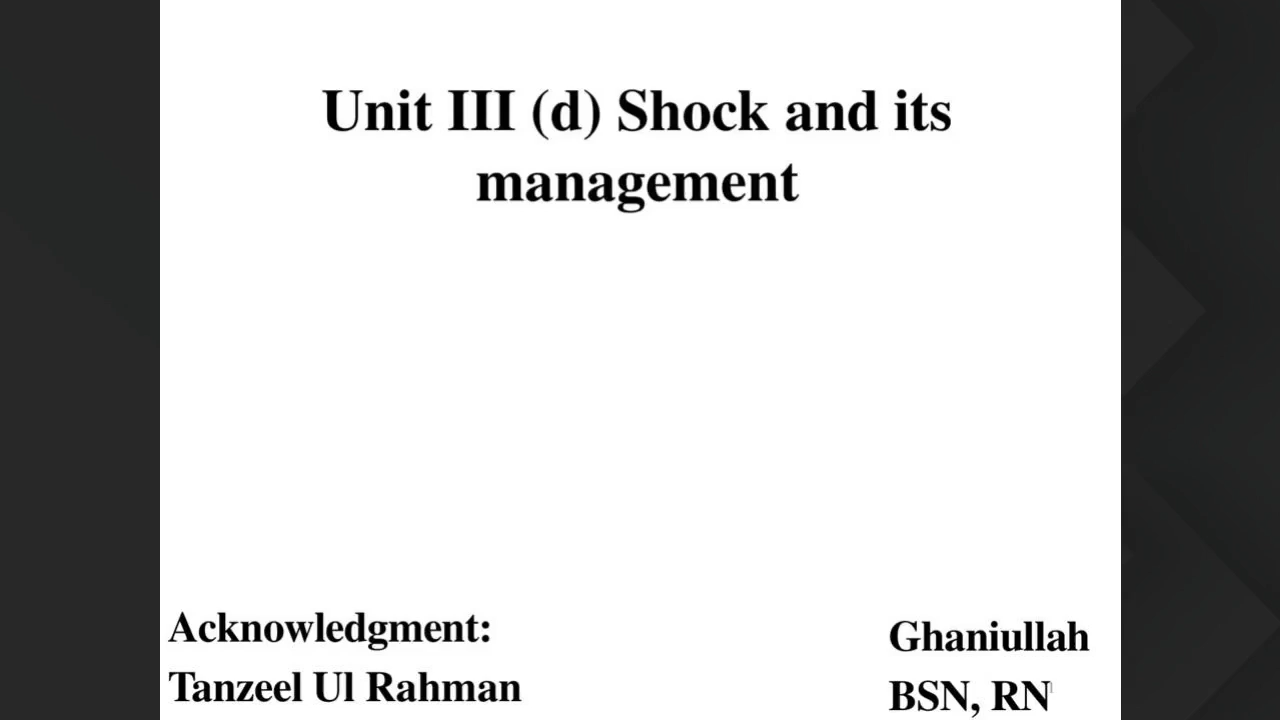 Unit III (d) Shock and its
management
Acknowledgment:
Tanzeel Ul Rahman
Ghaniullah
BSN, RN